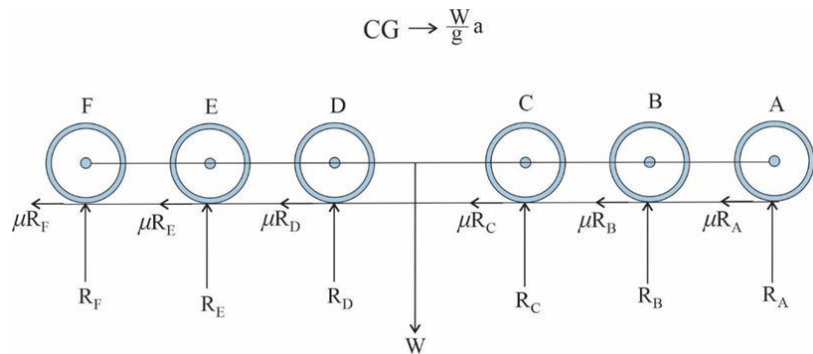 CG → W/g a
F E D C B A
μR_F μR_E μR_D μR_C μR_B μR_A
R_F R_E R_D R_C R_B R_A
W